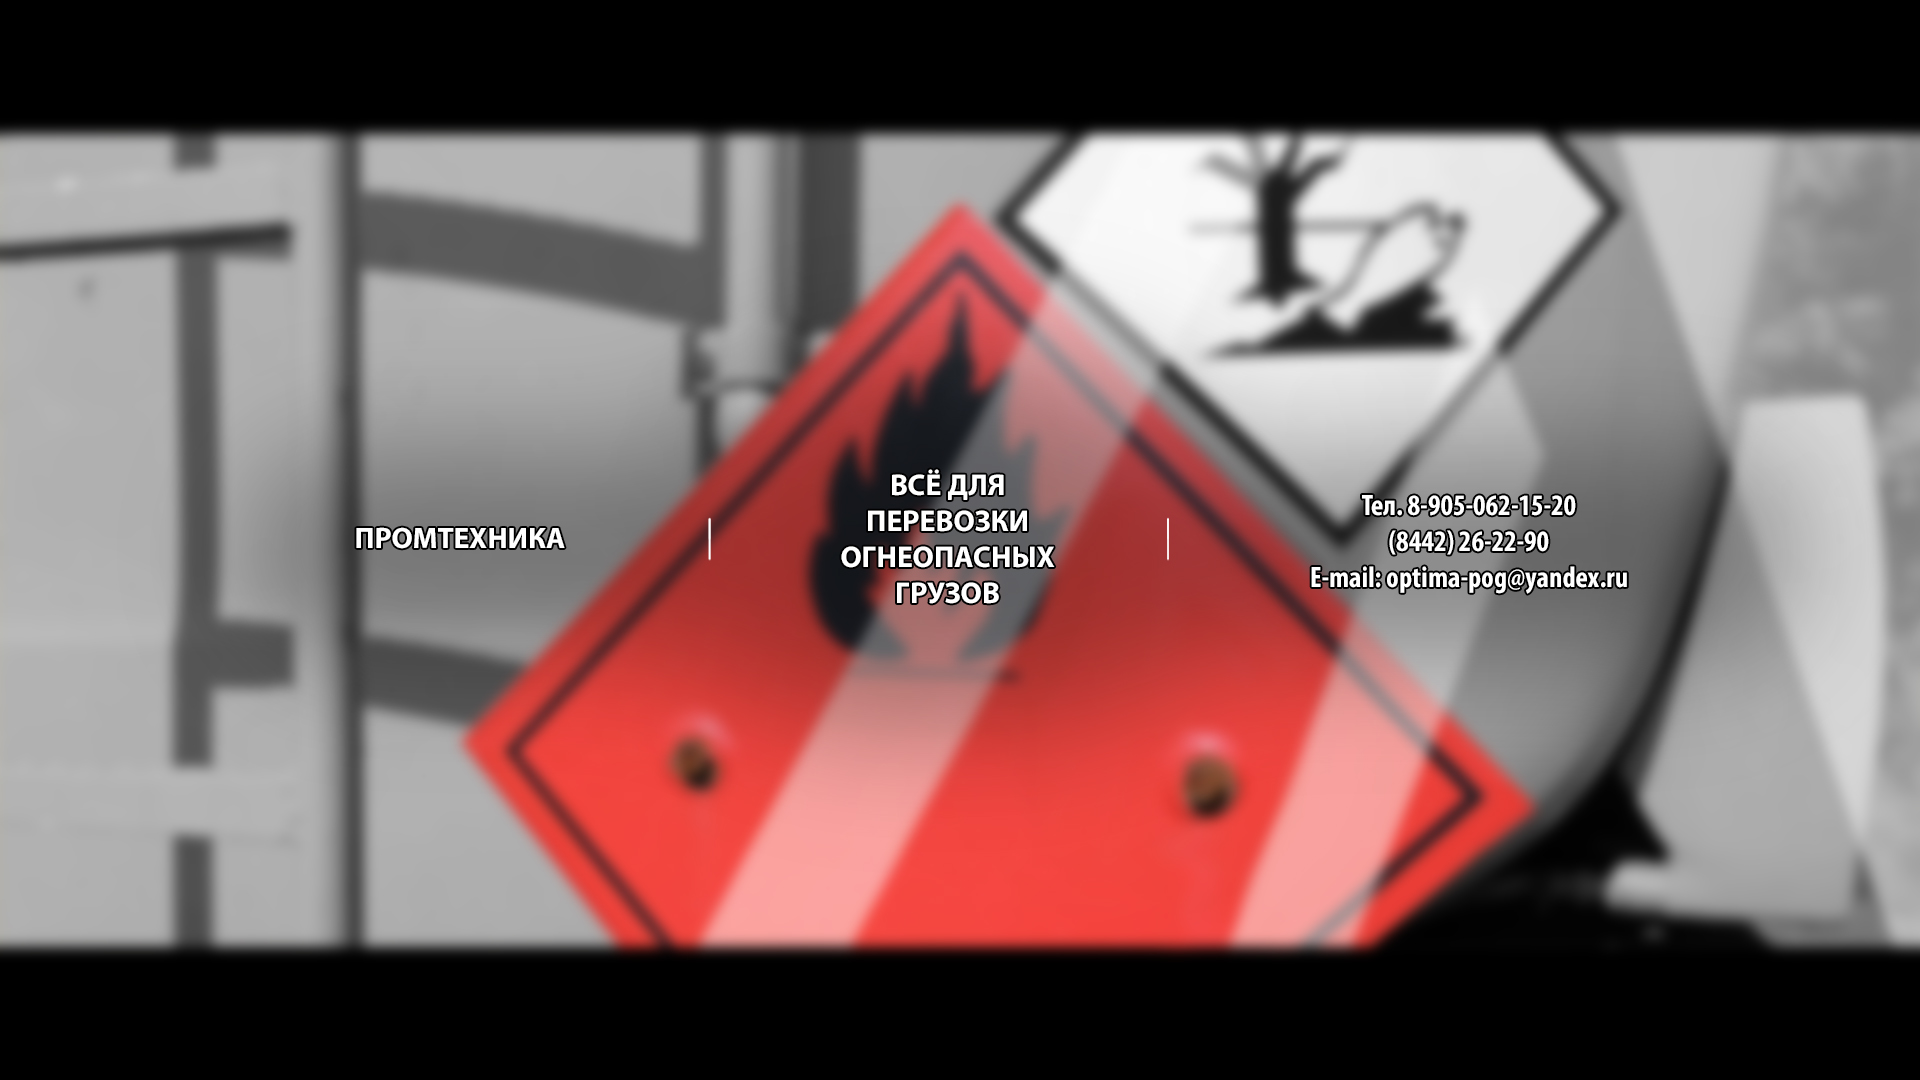 ПРОМТЕХНИКА
ВСЁ ДЛЯ
ПЕРЕВОЗКИ
ОГНЕОПАСНЫХ
ГРУЗОВ
Тел. 8-905-062-15-20
(8442) 26-22-90
E-mail: optima-pog@yandex.ru